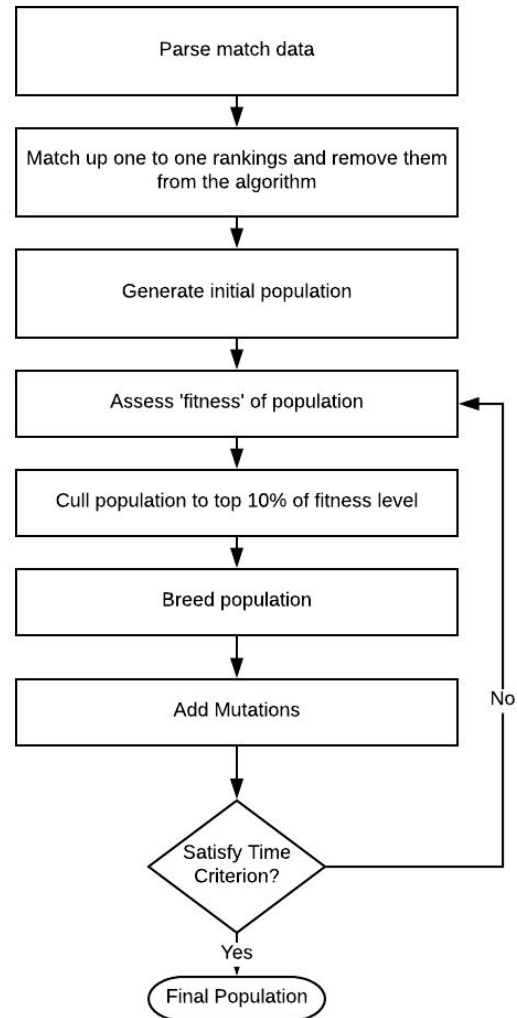 Parse match data
Match up one to one rankings and remove them
from the algorithm
Generate initial population
Assess 'fitness' of population
Cull population to top 10% of fitness level
Breed population
Add Mutations
No
Satisfy Time
Criterion?
Yes
Final Population